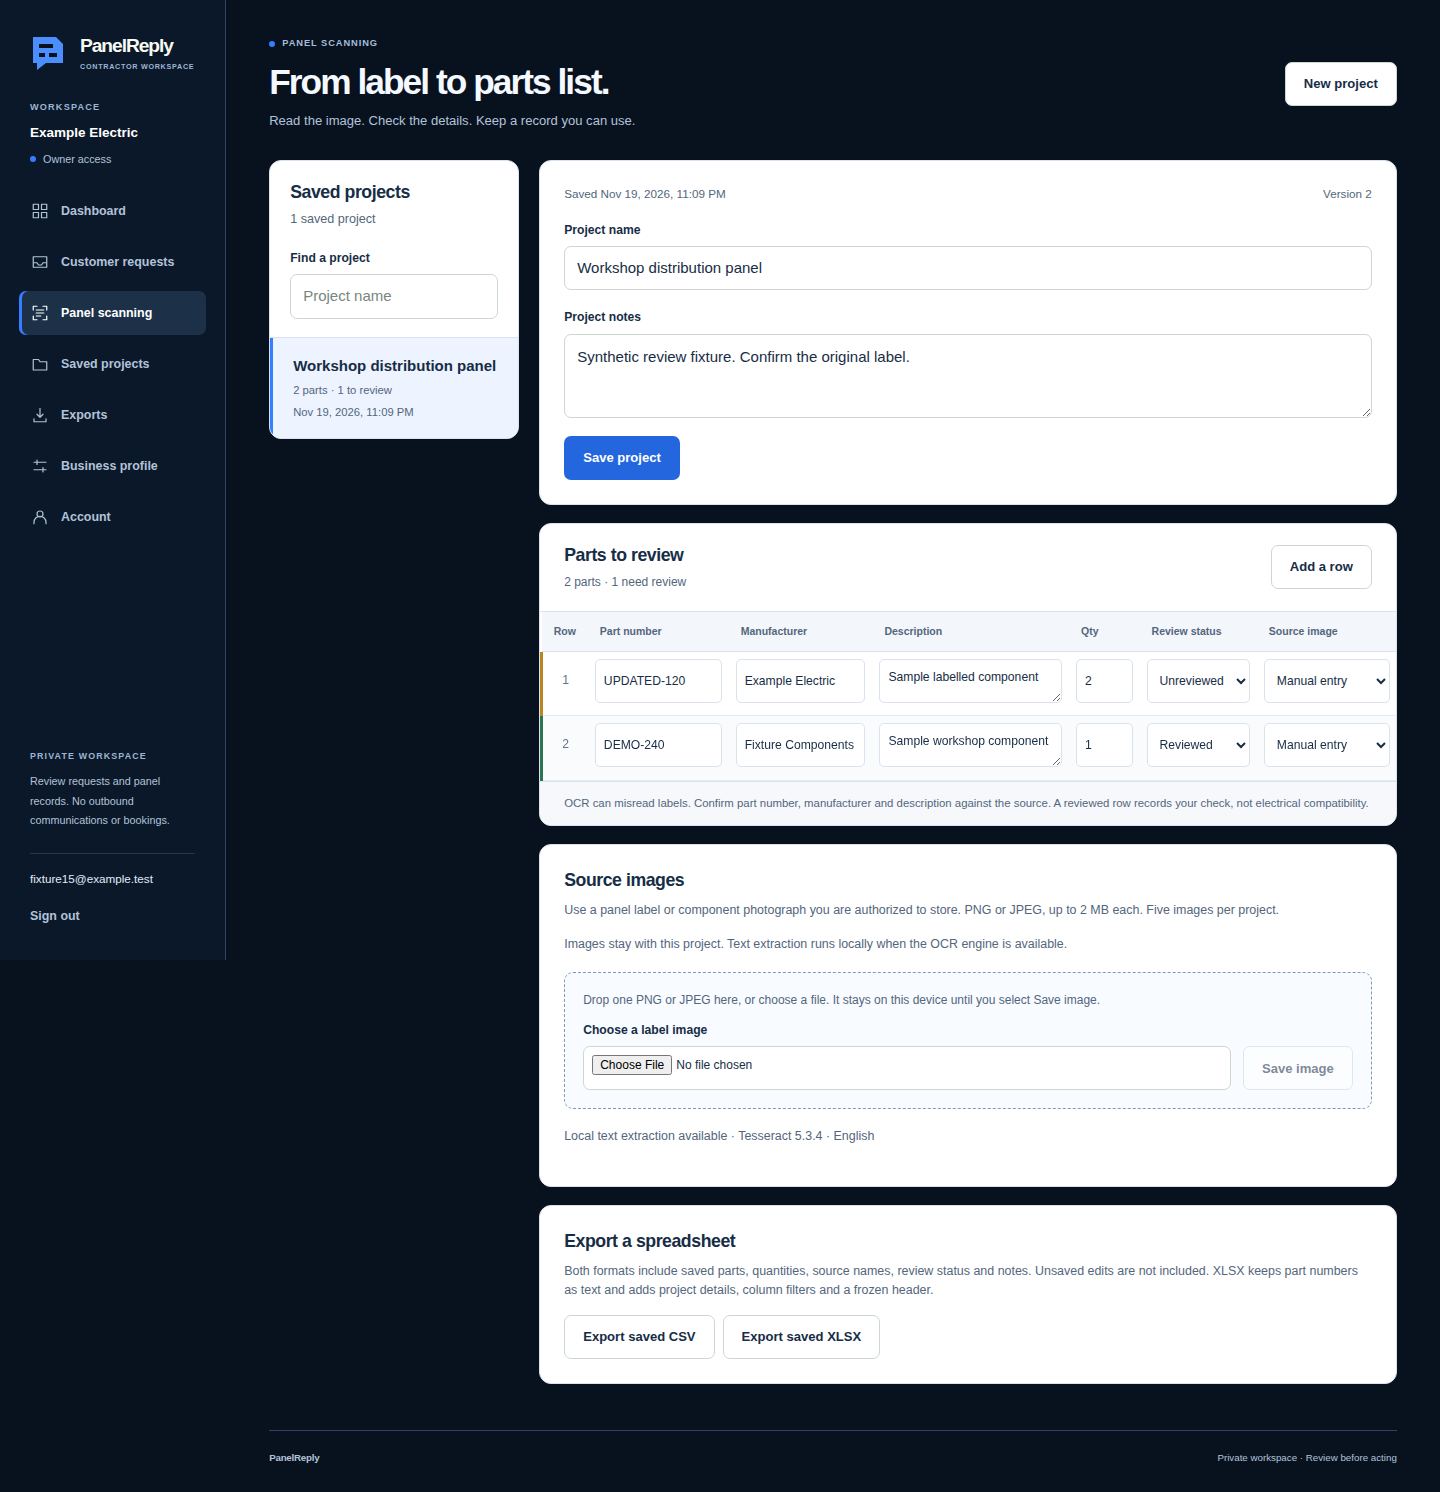 PanelReply
CONTRACTOR WORKSPACE
WORKSPACE
Example Electric
Owner access
Dashboard
Customer requests
Panel scanning
Saved projects
Exports
Business profile
Account
PRIVATE WORKSPACE
Review requests and panel
records. No outbound
communications or bookings.
fixture15@example.test
Sign out
PANEL SCANNING
From label to parts list.
Read the image. Check the details. Keep a record you can use.
New project
Saved projects
1 saved project
Find a project
Project name
Workshop distribution panel
2 parts · 1 to review
Nov 19, 2026, 11:09 PM
Saved Nov 19, 2026, 11:09 PM Version 2
Project name
Workshop distribution panel
Project notes
Synthetic review fixture. Confirm the original label.
Save project
Parts to review
2 parts · 1 need review
Add a row
Row Part number Manufacturer Description Qty Review status Source image
1 UPDATED-120 Example Electric Sample labelled component 2 Unreviewed Manual entry
2 DEMO-240 Fixture Components Sample workshop component 1 Reviewed Manual entry
OCR can misread labels. Confirm part number, manufacturer and description against the source. A reviewed row records your check, not electrical compatibility.
Source images
Use a panel label or component photograph you are authorized to store. PNG or JPEG, up to 2 MB each. Five images per project.
Images stay with this project. Text extraction runs locally when the OCR engine is available.
Drop one PNG or JPEG here, or choose a file. It stays on this device until you select Save image.
Choose a label image
Choose File No file chosen Save image
Local text extraction available · Tesseract 5.3.4 · English
Export a spreadsheet
Both formats include saved parts, quantities, source names, review status and notes. Unsaved edits are not included. XLSX keeps part numbers
as text and adds project details, column filters and a frozen header.
Export saved CSV Export saved XLSX
PanelReply Private workspace · Review before acting